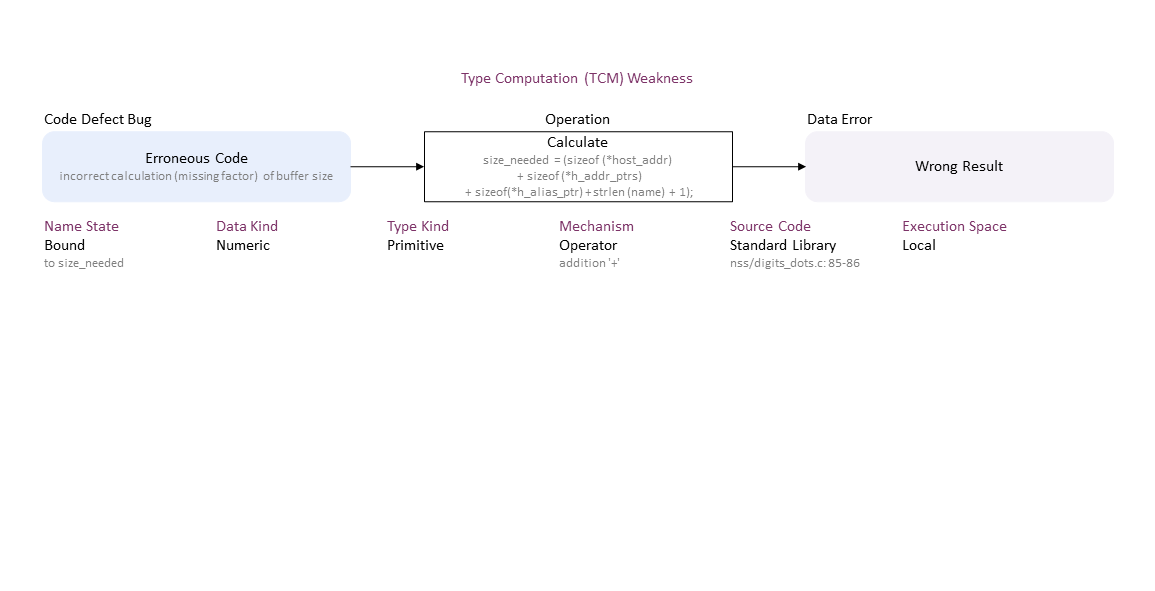 Type Computation (TCM) Weakness
Code Defect Bug
Operation
Data Error
Erroneous Code
incorrect calculation (missing factor) of buffer size
Calculate
size_needed = (sizeof (*host_addr)
+ sizeof (*h_addr_ptrs)
+ sizeof(*h_alias_ptr) + strlen (name) + 1);
Wrong Result
Name State
Bound
to size_needed
Data Kind
Numeric
Type Kind
Primitive
Mechanism
Operator
addition '+'
Source Code
Standard Library
nss/digits_dots.c: 85-86
Execution Space
Local